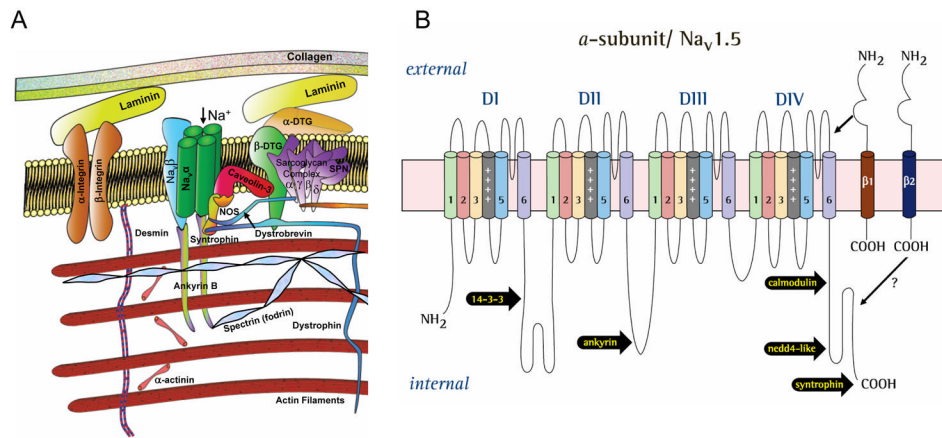 A
Collagen
Laminin
Laminin
Na⁺
α-DTG
β-DTG
Sarcoglycan
Complex
α γ β δ
SPN
α-Integrin
β-Integrin
Naᵥβ
Naᵥα
Caveolin-3
NOS
Desmin
Syntrophin
Dystrobrevin
Ankyrin B
Spectrin (fodrin)
Dystrophin
α-actinin
Actin Filaments
B
a-subunit/ Naᵥ1.5
external
NH₂
NH₂
DI
DII
DIII
DIV
1 2 3 + + + + 5 6
1 2 3 + + + + 5 6
1 2 3 + + + + 5 6
1 2 3 + + + + 5 6
β1
β2
COOH
COOH
NH₂
14-3-3
ankyrin
calmodulin
?
nedd4-like
syntrophin
COOH
internal